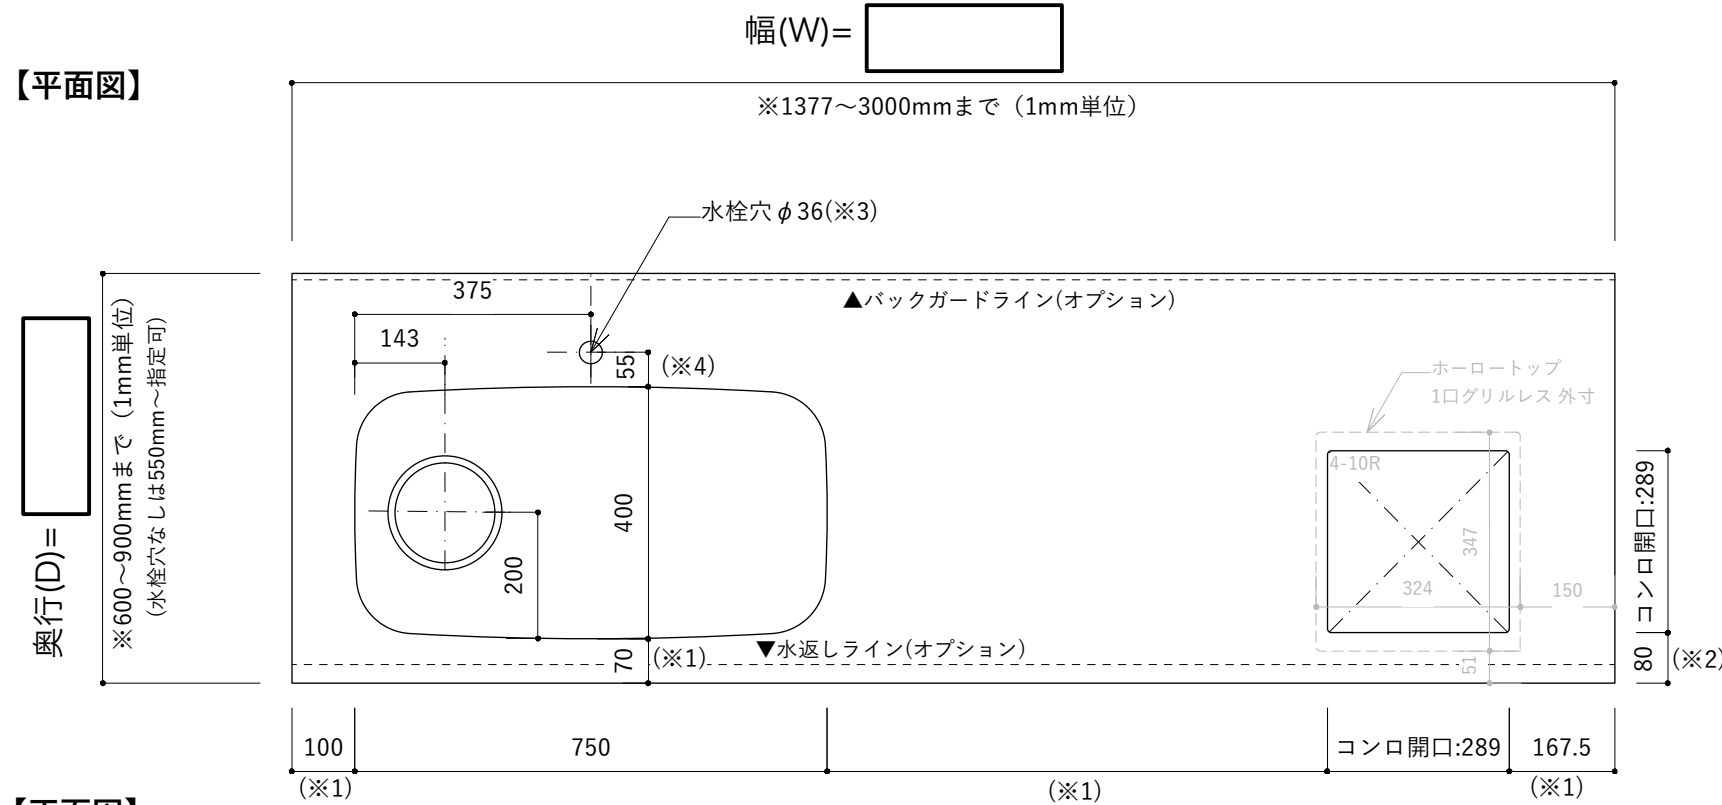 幅(W)=
【平面図】
※1377～3000mmまで（1mm単位）
水栓穴φ36(※3)
375
▲バックガードライン(オプション)
143
55
(※4)
ホーロートップ
1口グリルレス 外寸
4-10R
奥行(D)=
※600～900mmまで（1mm単位）
（水栓穴なしは550mm～指定可）
400
200
347
324
150
コンロ開口:289
▼水返しライン(オプション)
70
(※1)
51
80
(※2)
100
750
コンロ開口:289
167.5
(※1)
(※1)
(※1)
【平面図】